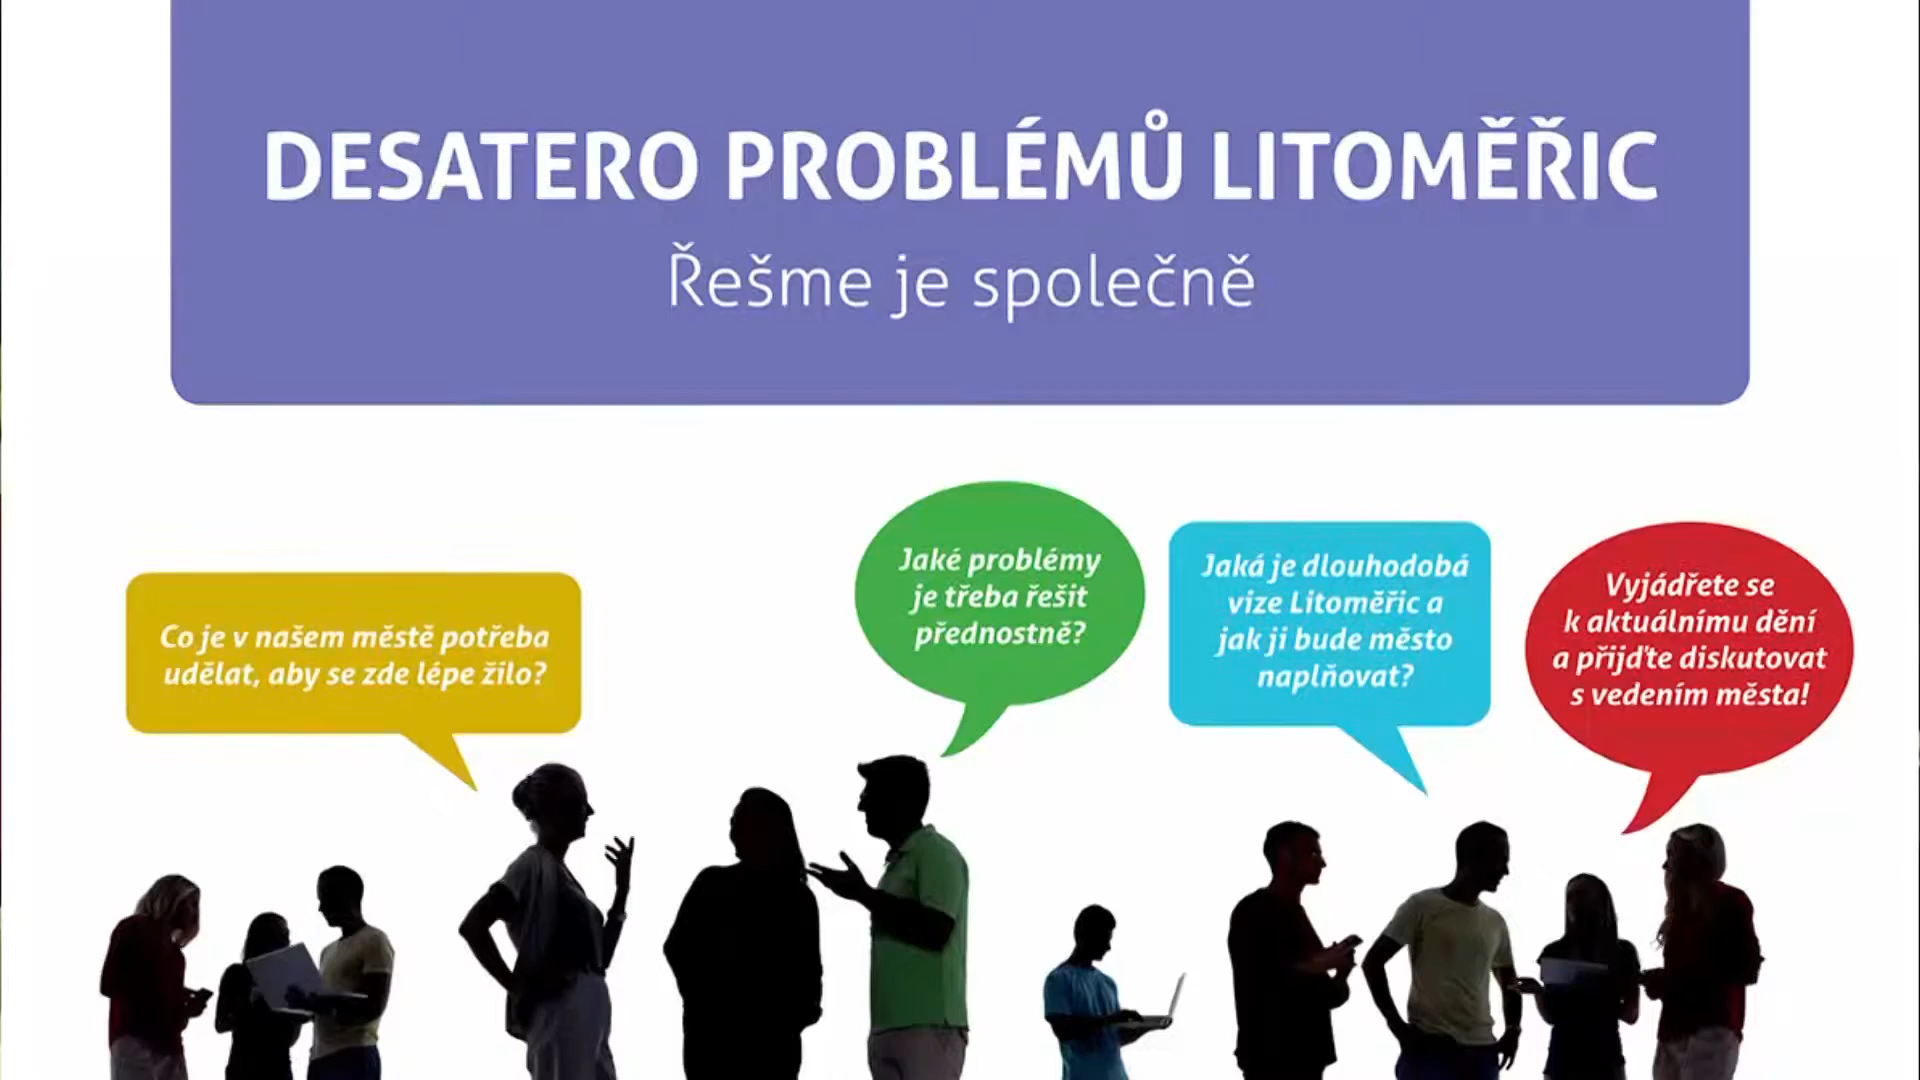 DESATERO PROBLÉMŮ LITOMĚŘIC
Řešme je společně
Co je v našem městě potřeba
udělat, aby se zde lépe žilo?
Jaké problémy
je třeba řešit
přednostně?
Jaká je dlouhodobá
vize Litoměřic a
jak ji bude město
naplňovat?
Vyjádřete se
k aktuálnímu dění
a přijďte diskutovat
s vedením města!